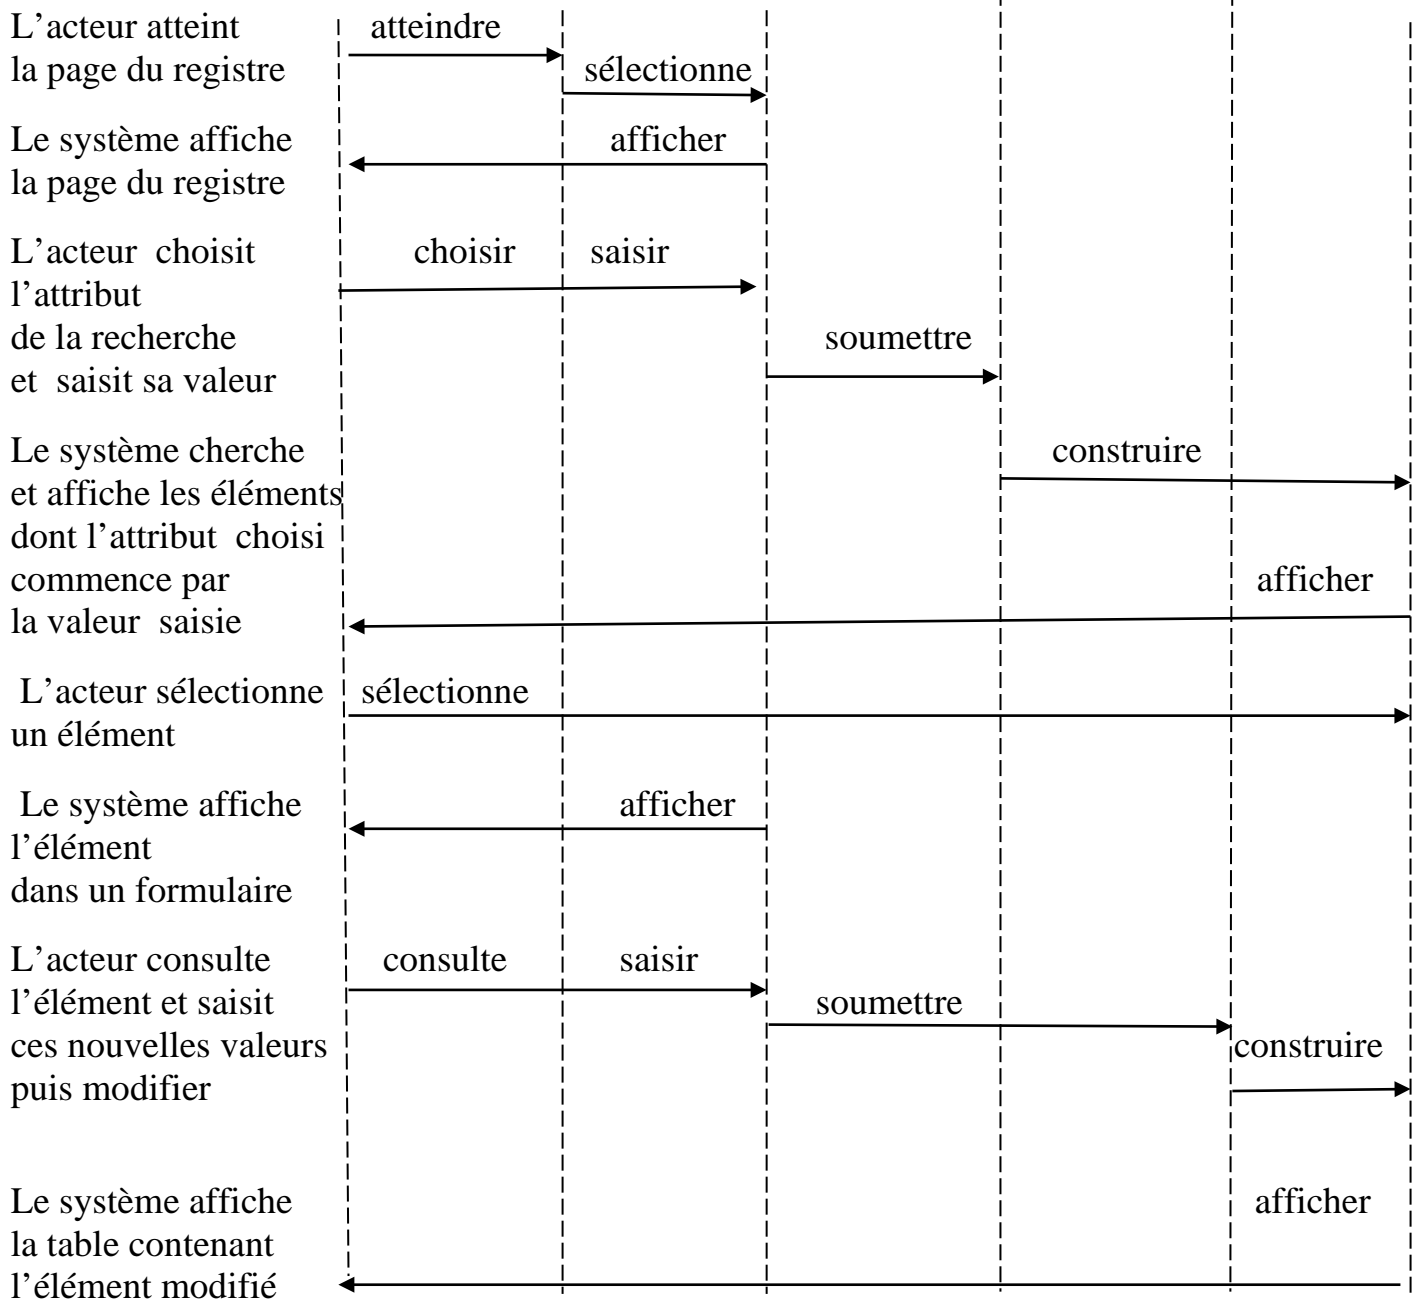 L’acteur atteint
la page du registre
atteindre
sélectionne
Le système affiche
la page du registre
afficher
L’acteur  choisit
l’attribut
de la recherche
et  saisit sa valeur
choisir
saisir
soumettre
Le système cherche
et affiche les éléments
dont l’attribut  choisi
commence par
la valeur  saisie
construire
afficher
L’acteur sélectionne
un élément
sélectionne
Le système affiche
l’élément
dans un formulaire
afficher
L’acteur consulte
l’élément et saisit
ces nouvelles valeurs
puis modifier
consulte
saisir
soumettre
construire
Le système affiche
la table contenant
l’élément modifié
afficher